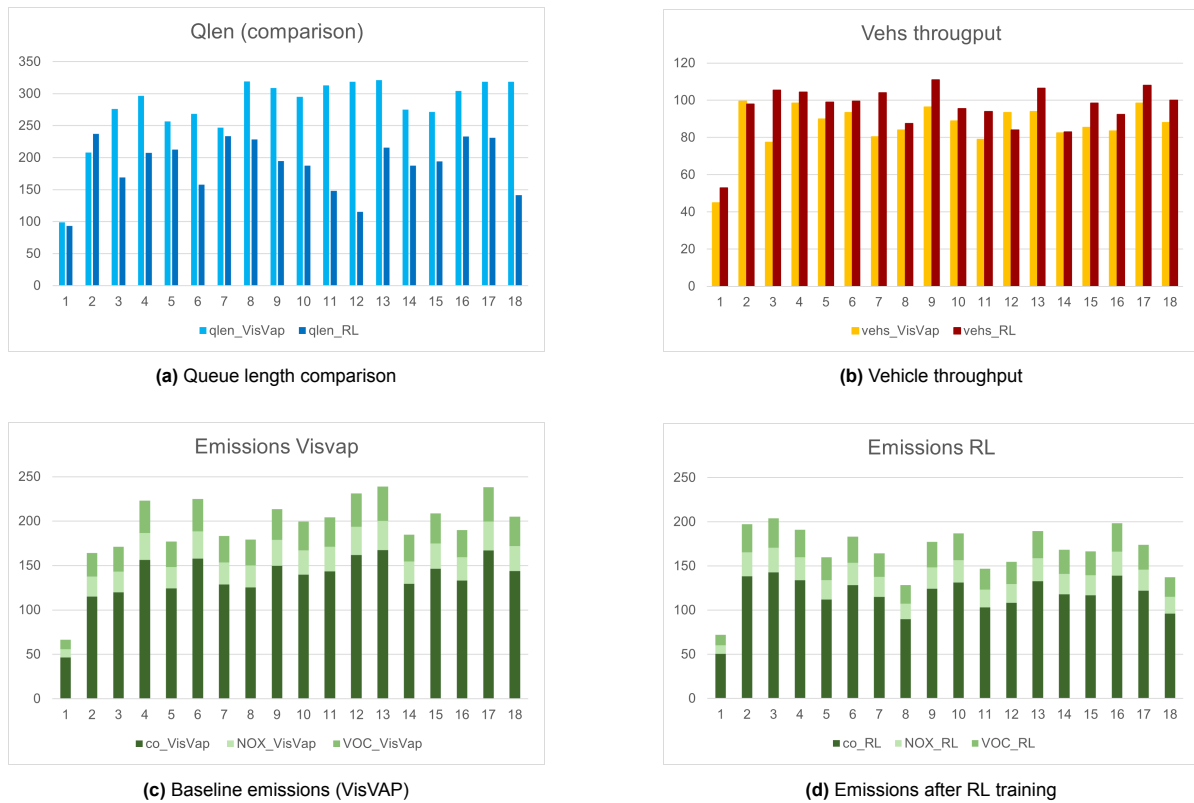 Qlen (comparison)
350
300
250
200
150
100
50
0
1 2 3 4 5 6 7 8 9 10 11 12 13 14 15 16 17 18
qlen_VisVap qlen_RL
(a) Queue length comparison
Vehs througput
120
100
80
60
40
20
0
1 2 3 4 5 6 7 8 9 10 11 12 13 14 15 16 17 18
vehs_VisVap vehs_RL
(b) Vehicle throughput
Emissions Visvap
250
200
150
100
50
0
1 2 3 4 5 6 7 8 9 10 11 12 13 14 15 16 17 18
co_VisVap NOX_VisVap VOC_VisVap
(c) Baseline emissions (VisVAP)
Emissions RL
250
200
150
100
50
0
1 2 3 4 5 6 7 8 9 10 11 12 13 14 15 16 17 18
co_RL NOX_RL VOC_RL
(d) Emissions after RL training